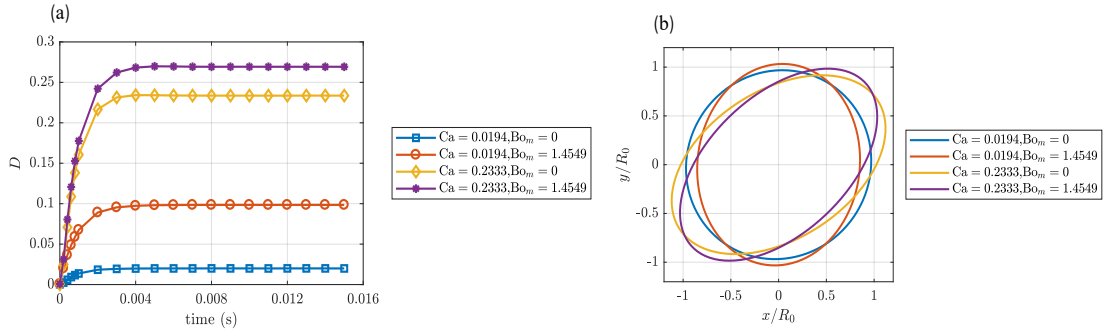 (a)
0.3
0.25
0.2
0.15
0.1
0.05
0
D
0
0.004
0.008
0.012
0.016
time (s)
Ca = 0.0194,Bo_m = 0
Ca = 0.0194,Bo_m = 1.4549
Ca = 0.2333,Bo_m = 0
Ca = 0.2333,Bo_m = 1.4549
(b)
1
0.5
0
-0.5
-1
y/R_0
-1
-0.5
0
0.5
1
x/R_0
Ca = 0.0194,Bo_m = 0
Ca = 0.0194,Bo_m = 1.4549
Ca = 0.2333,Bo_m = 0
Ca = 0.2333,Bo_m = 1.4549